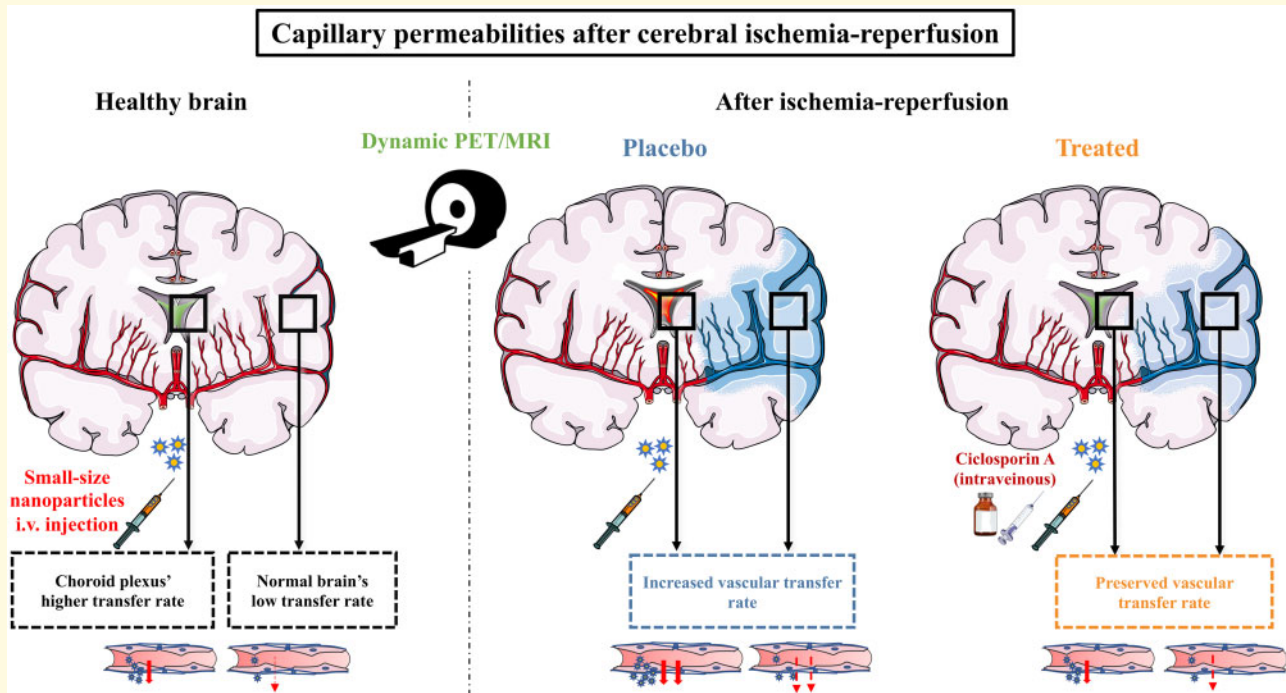 Capillary permeabilities after cerebral ischemia-reperfusion
Healthy brain
After ischemia-reperfusion
Dynamic PET/MRI
Placebo
Treated
Small-size
nanoparticles
i.v. injection
Ciclosporin A
(intraveinous)
Choroid plexus’
higher transfer rate
Normal brain’s
low transfer rate
Increased vascular transfer
rate
Preserved vascular
transfer rate